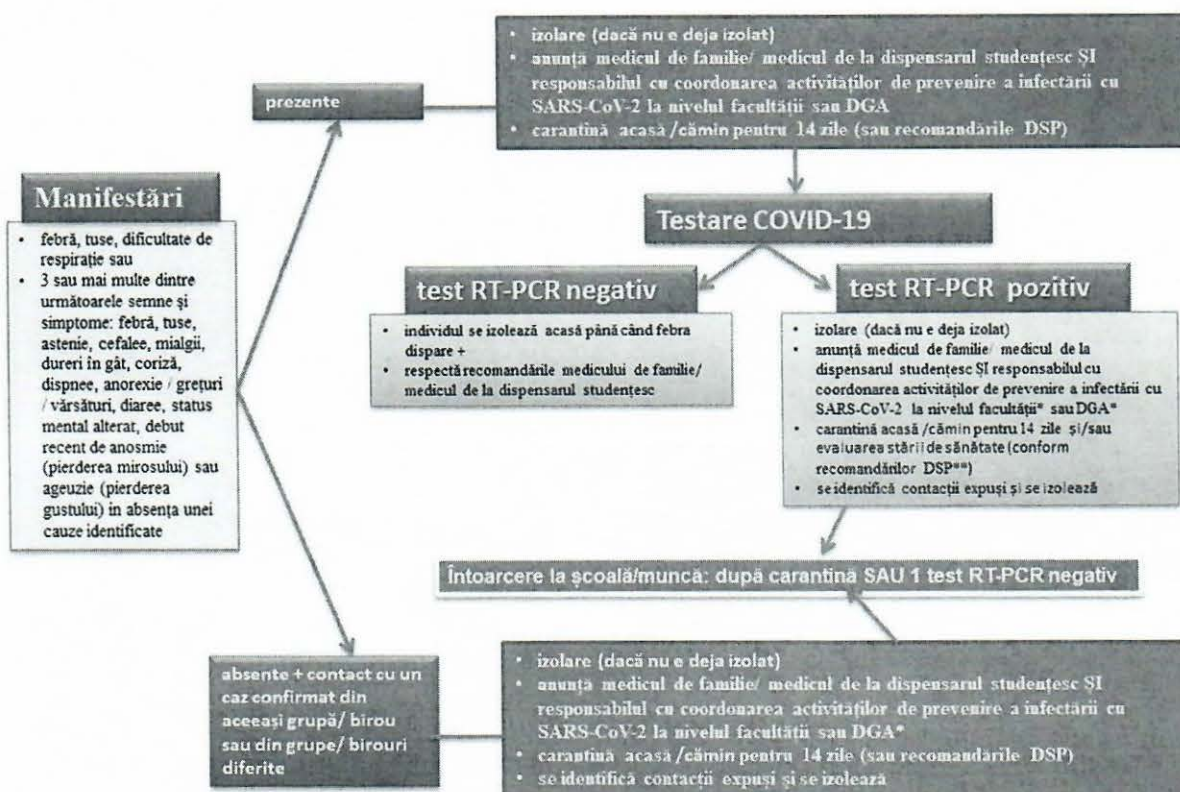 • izolare (dacă nu e deja izolat)
• anunță medicul de familie/ medicul de la dispensarul studențesc ȘI
responsabilul cu coordonarea activităților de prevenire a infectării cu
SARS-CoV-2 la nivelul facultății sau DGA
• carantină acasă /cămin pentru 14 zile (sau recomandările DSP)
prezente
Manifestări
• febră, tuse, dificultate de
respirație sau
• 3 sau mai multe dintre
următoarele semne și
simptome: febră, tuse,
astenie, cefalee, mialgii,
dureri în gât, coriză,
dispnee, anorexie / grețuri
/ vărsături, diaree, status
mental alterat, debut
recent de anosmie
(pierderea mirosului) sau
ageuzie (pierderea
gustului) in absența unei
cauze identificate
Testare COVID-19
test RT-PCR negativ
• individul se izolează acasă până când febra
dispare +
• respectă recomandările medicului de familie/
medicul de la dispensarul studențesc
test RT-PCR pozitiv
• izolare (dacă nu e deja izolat)
• anunță medicul de familie/ medicul de la
dispensarul studențesc ȘI responsabilul cu
coordonarea activităților de prevenire a infectării cu
SARS-CoV-2 la nivelul facultății* sau DGA*
• carantină acasă /cămin pentru 14 zile și/sau
evaluarea stării de sănătate (conform
recomandărilor DSP**)
• se identifică contacții expuși și se izolează
Întoarcere la școală/muncă: după carantină SAU 1 test RT-PCR negativ
absente + contact cu un
caz confirmat din
aceeași grupă/ birou
sau din grupe/ birouri
diferite
• izolare (dacă nu e deja izolat)
• anunță medicul de familie/ medicul de la dispensarul studențesc ȘI
responsabilul cu coordonarea activităților de prevenire a infectării cu
SARS-CoV-2 la nivelul facultății sau DGA*
• carantină acasă /cămin pentru 14 zile (sau recomandările DSP)
• se identifică contacții expuși și se izolează